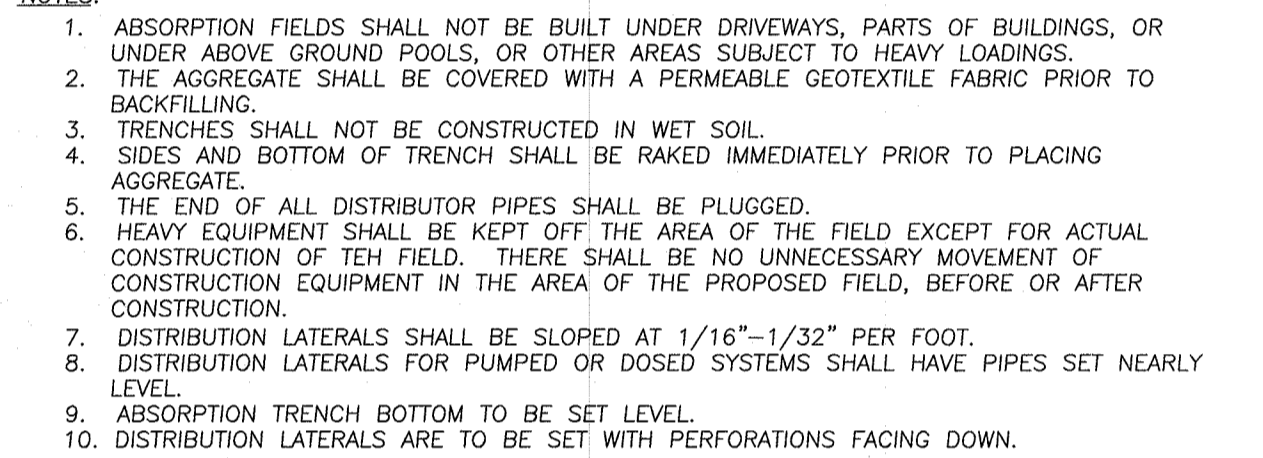 NOTES:
1. ABSORPTION FIELDS SHALL NOT BE BUILT UNDER DRIVEWAYS, PARTS OF BUILDINGS, OR
UNDER ABOVE GROUND POOLS, OR OTHER AREAS SUBJECT TO HEAVY LOADINGS.
2. THE AGGREGATE SHALL BE COVERED WITH A PERMEABLE GEOTEXTILE FABRIC PRIOR TO
BACKFILLING.
3. TRENCHES SHALL NOT BE CONSTRUCTED IN WET SOIL.
4. SIDES AND BOTTOM OF TRENCH SHALL BE RAKED IMMEDIATELY PRIOR TO PLACING
AGGREGATE.
5. THE END OF ALL DISTRIBUTOR PIPES SHALL BE PLUGGED.
6. HEAVY EQUIPMENT SHALL BE KEPT OFF THE AREA OF THE FIELD EXCEPT FOR ACTUAL
CONSTRUCTION OF TEH FIELD. THERE SHALL BE NO UNNECESSARY MOVEMENT OF
CONSTRUCTION EQUIPMENT IN THE AREA OF THE PROPOSED FIELD, BEFORE OR AFTER
CONSTRUCTION.
7. DISTRIBUTION LATERALS SHALL BE SLOPED AT 1/16"–1/32" PER FOOT.
8. DISTRIBUTION LATERALS FOR PUMPED OR DOSED SYSTEMS SHALL HAVE PIPES SET NEARLY
LEVEL.
9. ABSORPTION TRENCH BOTTOM TO BE SET LEVEL.
10. DISTRIBUTION LATERALS ARE TO BE SET WITH PERFORATIONS FACING DOWN.